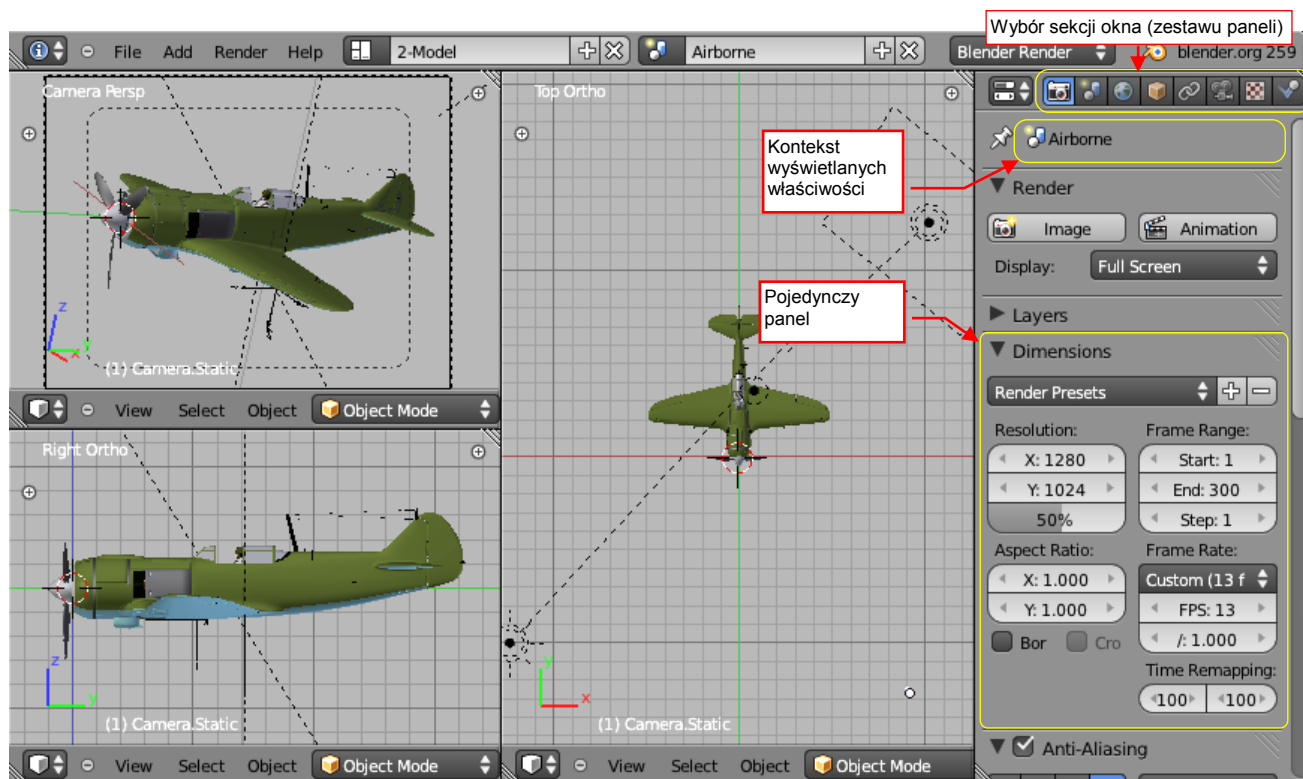 Wybór sekcji okna (zestawu paneli)
File Add Render Help 2-Model Airborne Blender Render blender.org 259
Camera Persp
(1) Camera.Static
View Select Object Object Mode
Right Ortho
z
y
x
(1) Camera.Static
z
y
View Select Object Object Mode
Top Ortho
Kontekst
wyświetlanych
właściwości
Pojedynczy
panel
y
x
(1) Camera.Static
View Select Object Object Mode
Airborne
Render
Image Animation
Display: Full Screen
Layers
Dimensions
Render Presets
Resolution: Frame Range:
X: 1280 Start: 1
Y: 1024 End: 300
50% Step: 1
Aspect Ratio: Frame Rate:
X: 1.000 Custom (13 f
Y: 1.000 FPS: 13
Bor Cro /: 1.000
Time Remapping:
100 100
Anti-Aliasing